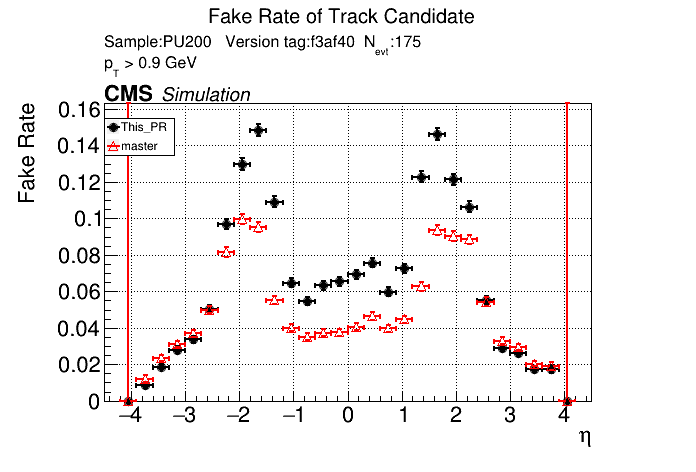 Fake Rate of Track Candidate
Sample:PU200 Version tag:f3af40 N_evt:175
p_T > 0.9 GeV
CMS Simulation
Fake Rate
0.16
0.14
0.12
0.1
0.08
0.06
0.04
0.02
0
This_PR
master
−4 −3 −2 −1 0 1 2 3 4
η